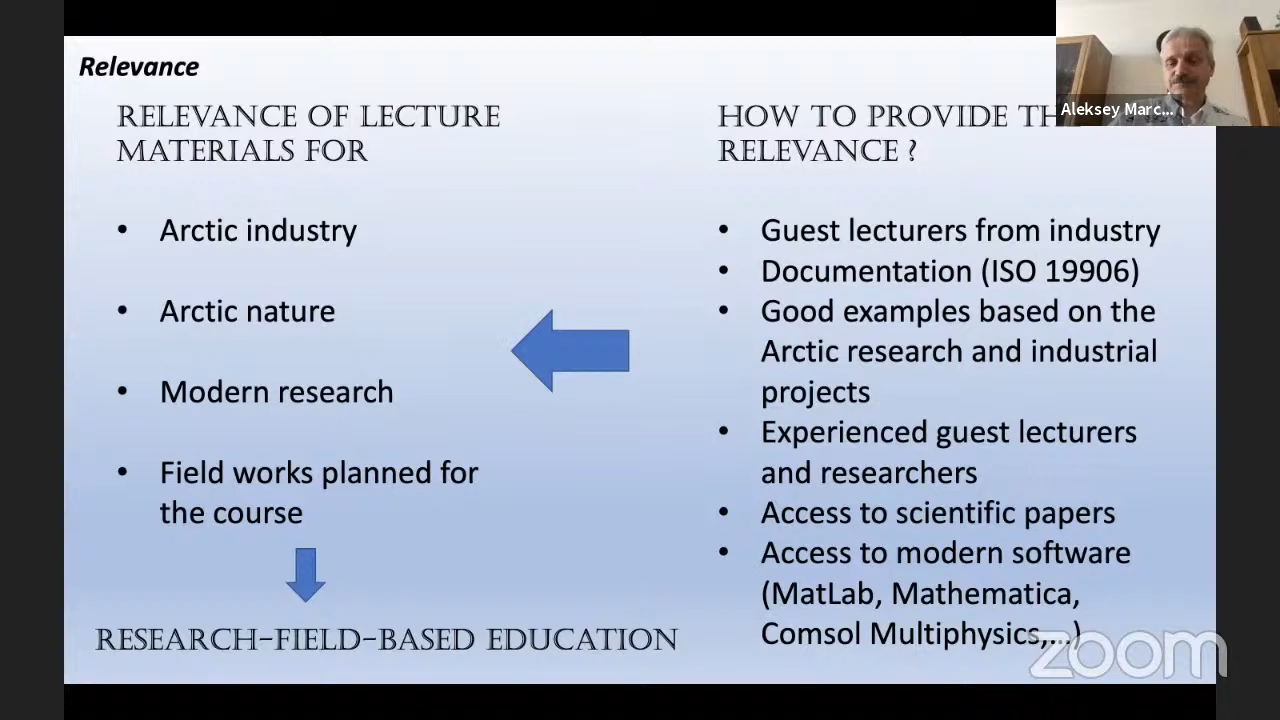 Relevance
RELEVANCE OF LECTURE
MATERIALS FOR
• Arctic industry
• Arctic nature
• Modern research
• Field works planned for
the course
RESEARCH-FIELD-BASED EDUCATION
HOW TO PROVIDE TH
RELEVANCE ?
• Guest lecturers from industry
• Documentation (ISO 19906)
• Good examples based on the
Arctic research and industrial
projects
• Experienced guest lecturers
and researchers
• Access to scientific papers
• Access to modern software
(MatLab, Mathematica,
Comsol Multiphysics,...)
Aleksey Marc...
zoom